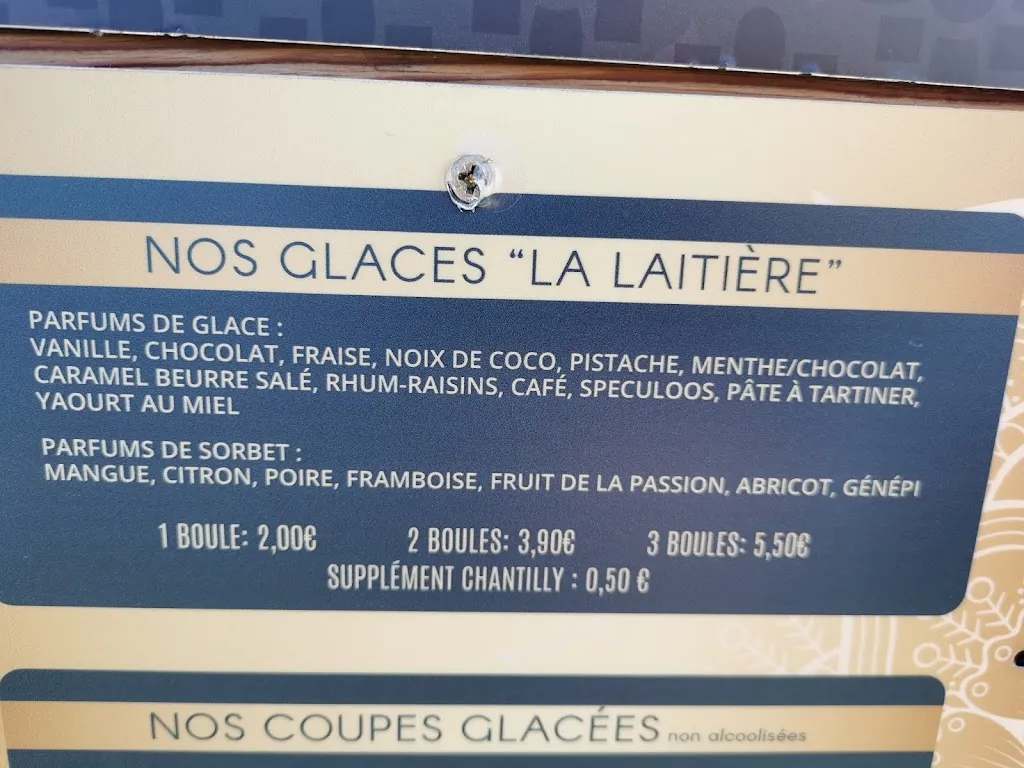 NOS GLACES “LA LAITIÈRE”
PARFUMS DE GLACE :
VANILLE, CHOCOLAT, FRAISE, NOIX DE COCO, PISTACHE, MENTHE/CHOCOLAT,
CARAMEL BEURRE SALÉ, RHUM-RAISINS, CAFÉ, SPECULOOS, PÂTE À TARTINER,
YAOURT AU MIEL
PARFUMS DE SORBET :
MANGUE, CITRON, POIRE, FRAMBOISE, FRUIT DE LA PASSION, ABRICOT, GÉNÉPI
1 BOULE: 2,00€ 2 BOULES: 3,90€ 3 BOULES: 5,50€
SUPPLÉMENT CHANTILLY : 0,50 €
NOS COUPES GLACÉES non alcoolisées